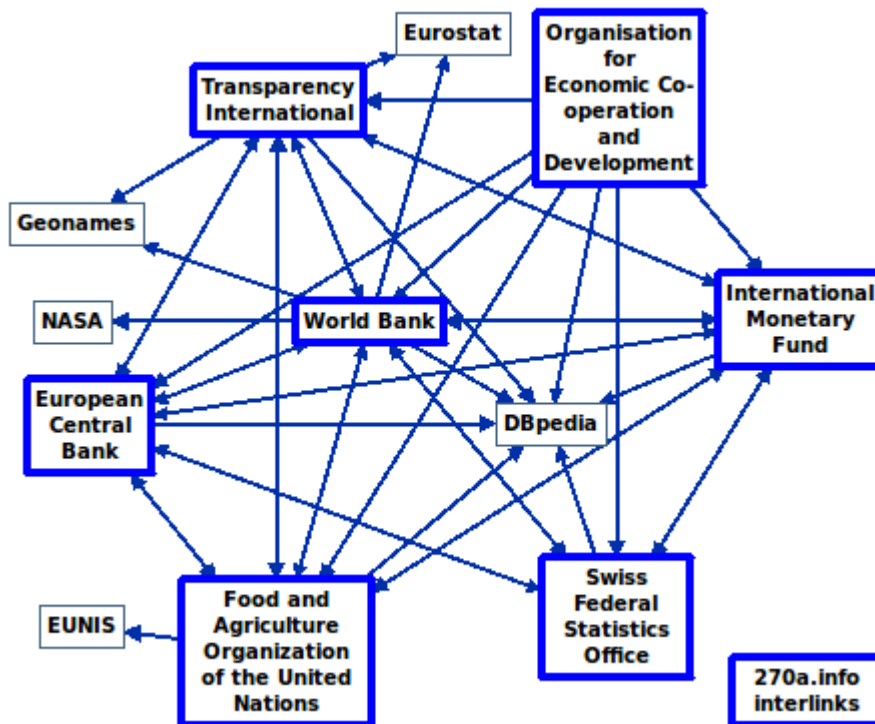 Eurostat
Organisation
for
Economic Co-
operation
and
Development
Transparency
International
Geonames
International
Monetary
Fund
NASA
World Bank
European
Central
Bank
DBpedia
Swiss
Federal
Statistics
Office
Food and
Agriculture
Organization
of the United
Nations
EUNIS
270a.info
interlinks